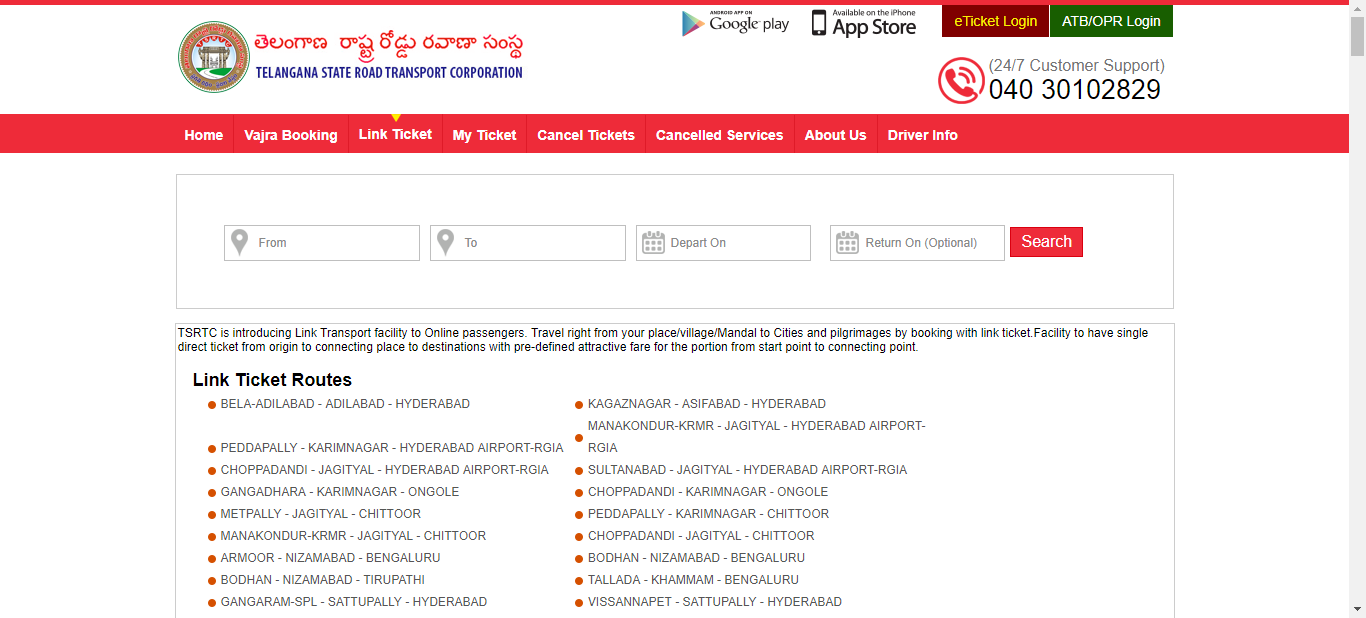 ANDROID APP ON
Google play
Available on the iPhone
App Store
eTicket Login
ATB/OPR Login
తెలంగాణ రాష్ట్ర రోడ్డు రవాణా సంస్థ
TELANGANA STATE ROAD TRANSPORT CORPORATION
(24/7 Customer Support)
040 30102829
Home Vajra Booking Link Ticket My Ticket Cancel Tickets Cancelled Services About Us Driver Info
From To Depart On Return On (Optional) Search
TSRTC is introducing Link Transport facility to Online passengers. Travel right from your place/village/Mandal to Cities and pilgrimages by booking with link ticket.Facility to have single
direct ticket from origin to connecting place to destinations with pre-defined attractive fare for the portion from start point to connecting point.
Link Ticket Routes
BELA-ADILABAD - ADILABAD - HYDERABAD
KAGAZNAGAR - ASIFABAD - HYDERABAD
PEDDAPALLY - KARIMNAGAR - HYDERABAD AIRPORT-RGIA
MANAKONDUR-KRMR - JAGITYAL - HYDERABAD AIRPORT-
RGIA
CHOPPADANDI - JAGITYAL - HYDERABAD AIRPORT-RGIA
SULTANABAD - JAGITYAL - HYDERABAD AIRPORT-RGIA
GANGADHARA - KARIMNAGAR - ONGOLE
CHOPPADANDI - KARIMNAGAR - ONGOLE
METPALLY - JAGITYAL - CHITTOOR
PEDDAPALLY - KARIMNAGAR - CHITTOOR
MANAKONDUR-KRMR - JAGITYAL - CHITTOOR
CHOPPADANDI - JAGITYAL - CHITTOOR
ARMOOR - NIZAMABAD - BENGALURU
BODHAN - NIZAMABAD - BENGALURU
BODHAN - NIZAMABAD - TIRUPATHI
TALLADA - KHAMMAM - BENGALURU
GANGARAM-SPL - SATTUPALLY - HYDERABAD
VISSANNAPET - SATTUPALLY - HYDERABAD